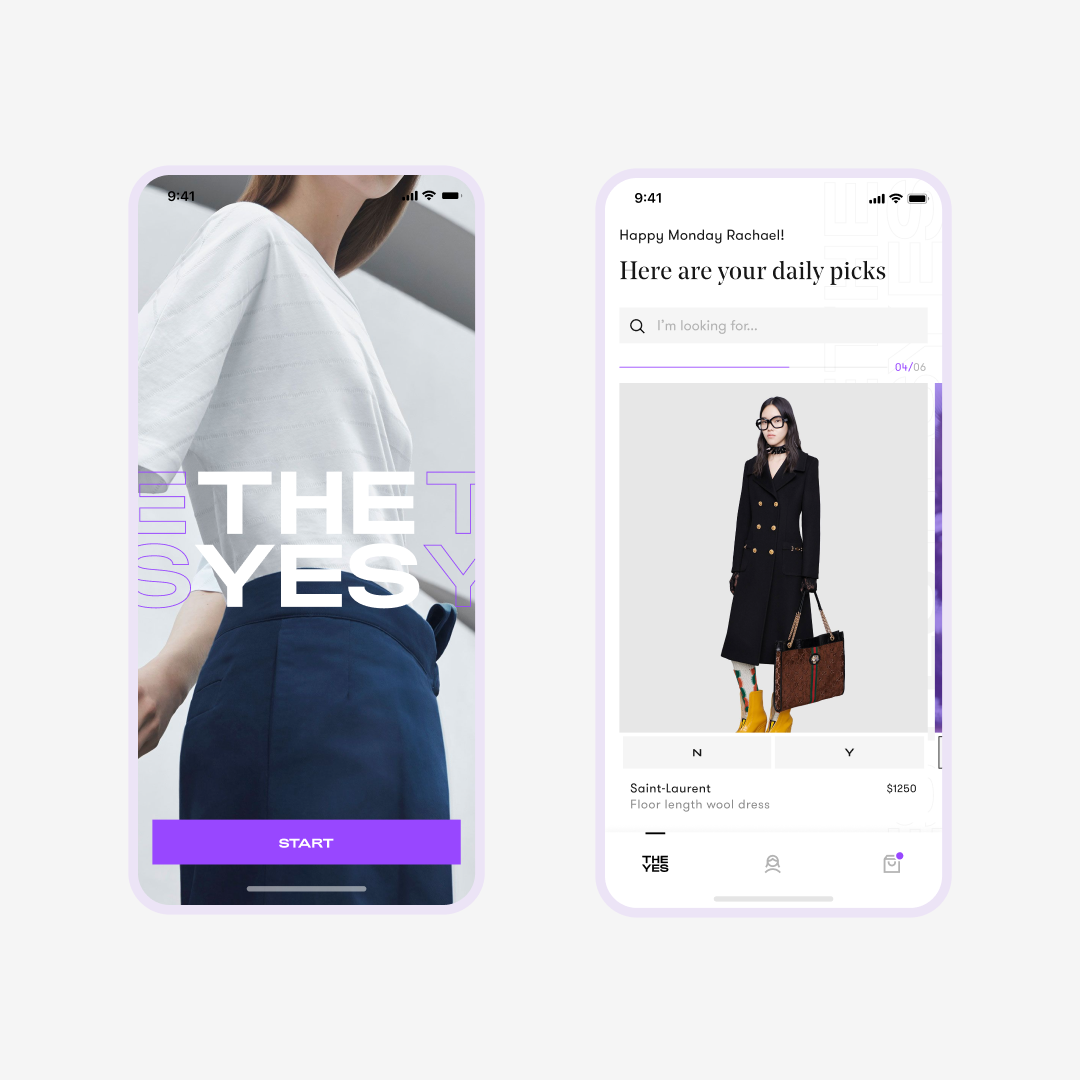 9:41
E THE T
S YES Y
START
9:41
Happy Monday Rachael!
Here are your daily picks
I'm looking for...
04/06
N Y
Saint-Laurent $1250
Floor length wool dress
THE
YES